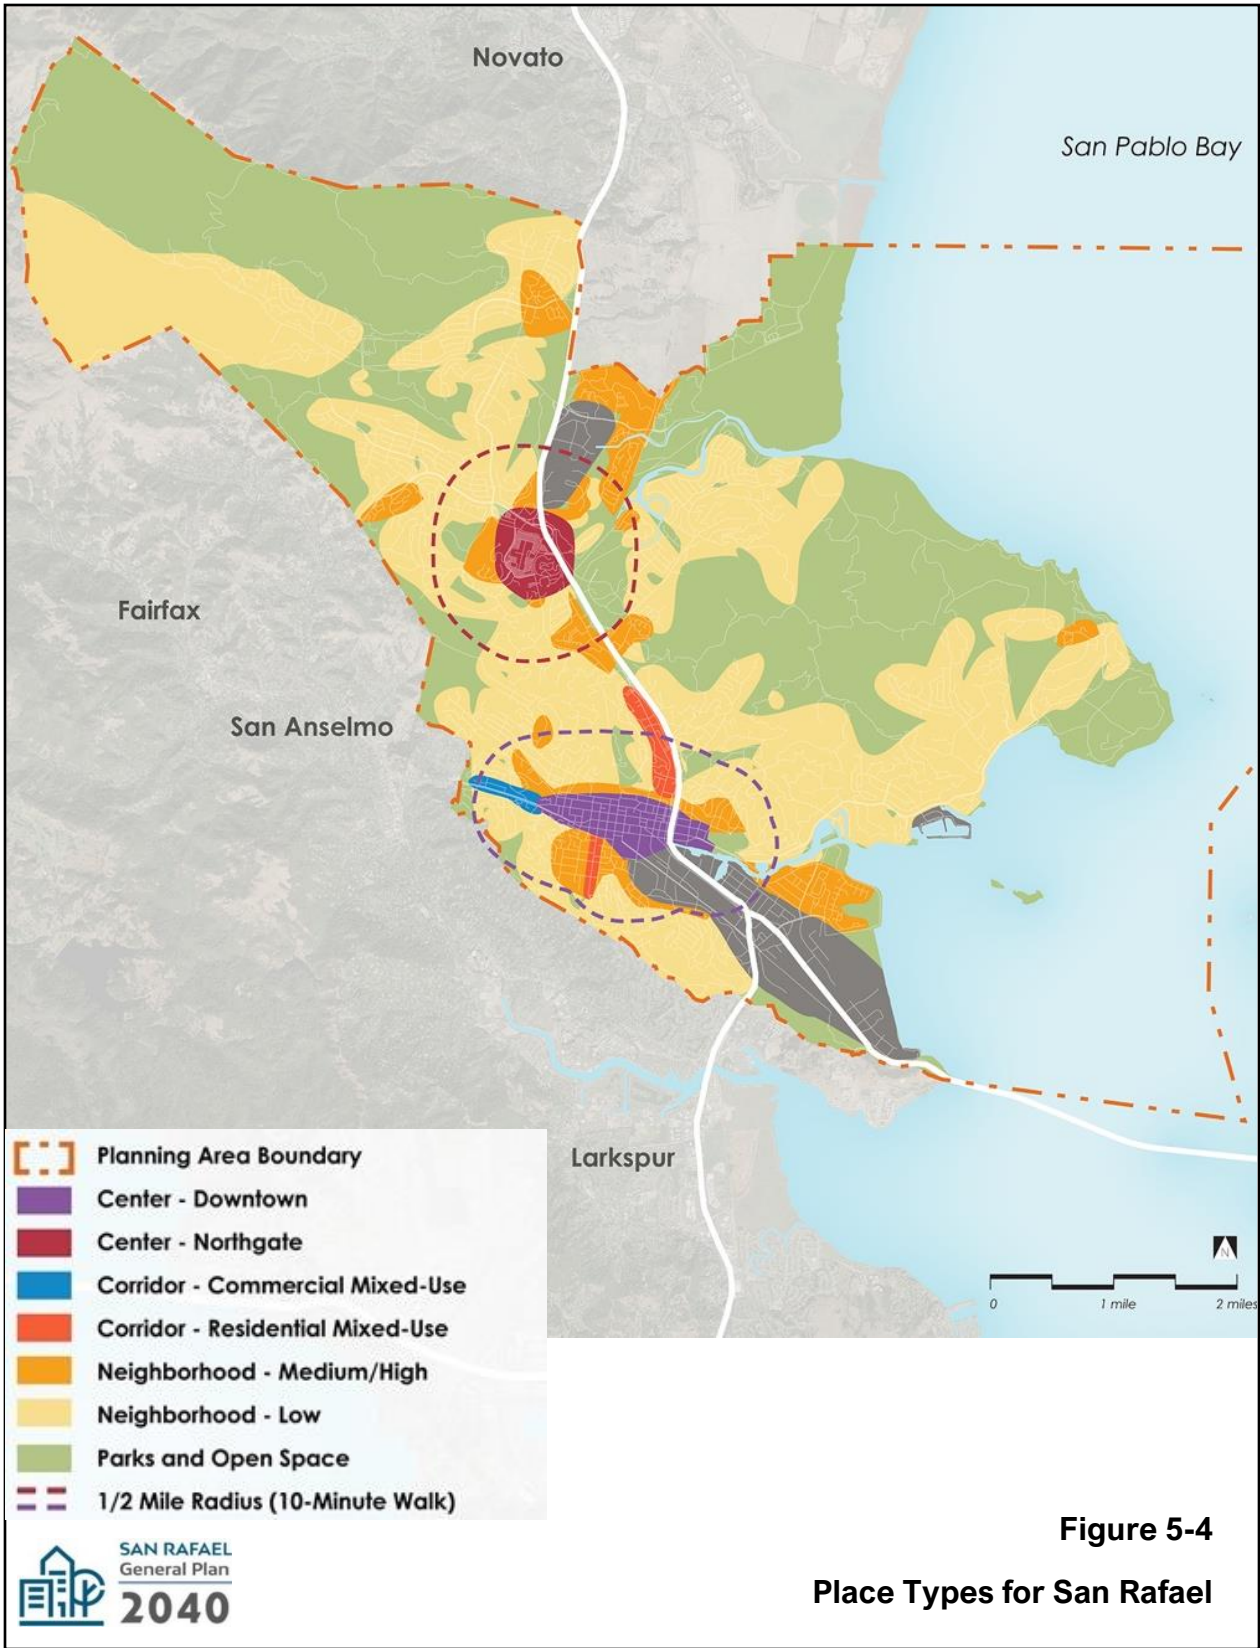 Novato
San Pablo Bay
Fairfax
San Anselmo
Larkspur
Planning Area Boundary
Center - Downtown
Center - Northgate
Corridor - Commercial Mixed-Use
Corridor - Residential Mixed-Use
Neighborhood - Medium/High
Neighborhood - Low
Parks and Open Space
1/2 Mile Radius (10-Minute Walk)
N
0 1 mile 2 miles
SAN RAFAEL
General Plan
2040
Figure 5-4
Place Types for San Rafael